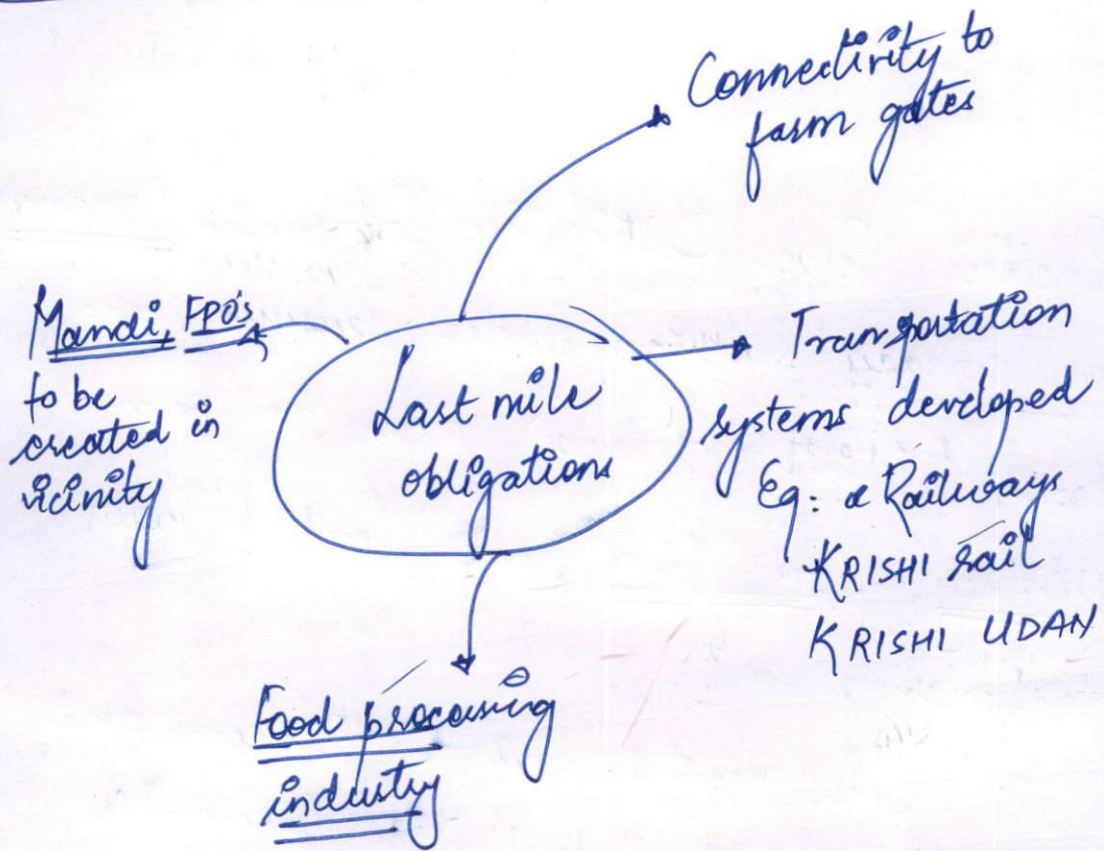 Connectivity to
farm gates
Mandi, FPO's
to be
created in
vicinity
Last mile
obligations
Transportation
systems developed
Eg: Railways
KRISHI rail
KRISHI UDAN
Food processing
industry